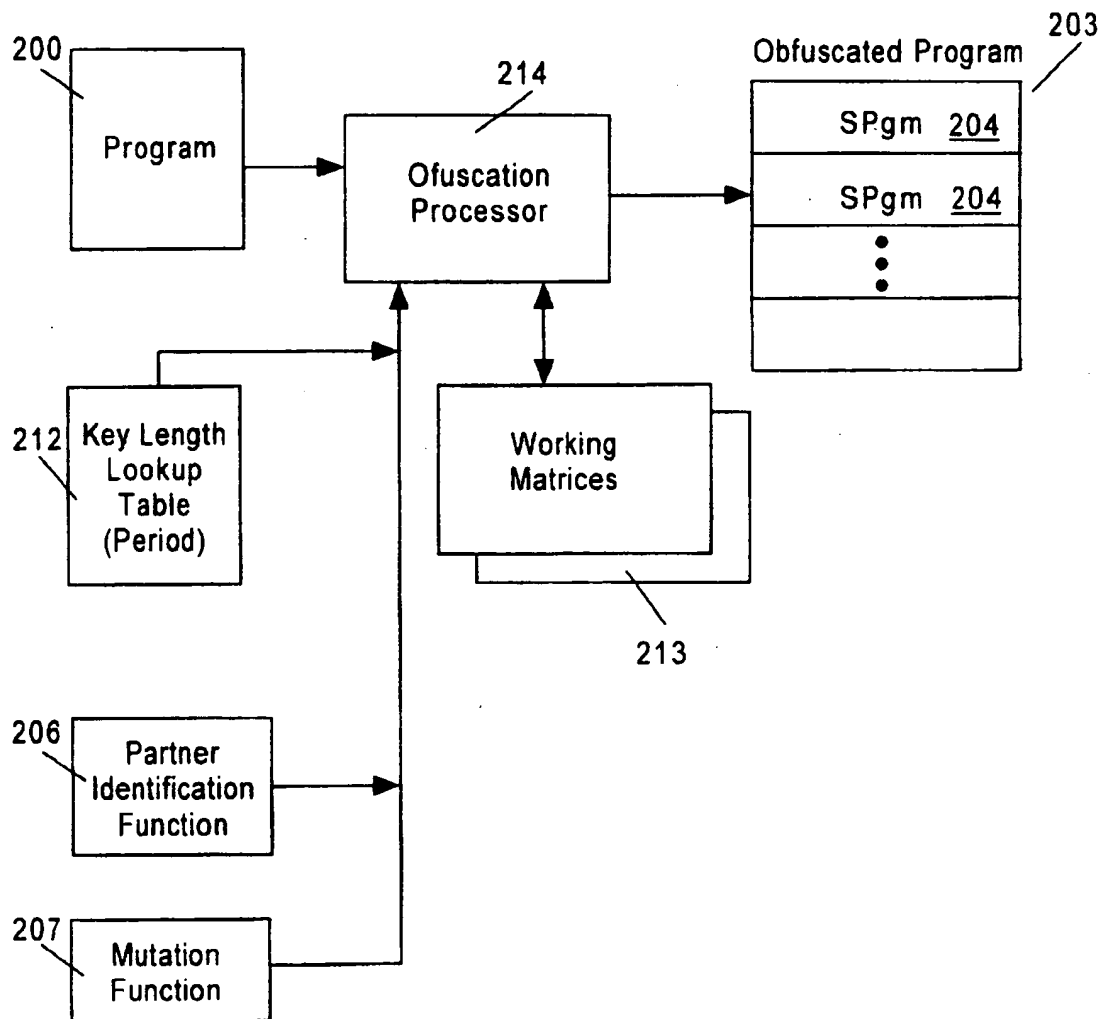 200
Program
214
Ofuscation
Processor
203
Obfuscated Program
SPgm 204
SPgm 204
212
Key Length
Lookup
Table
(Period)
Working
Matrices
213
206
Partner
Identification
Function
207
Mutation
Function